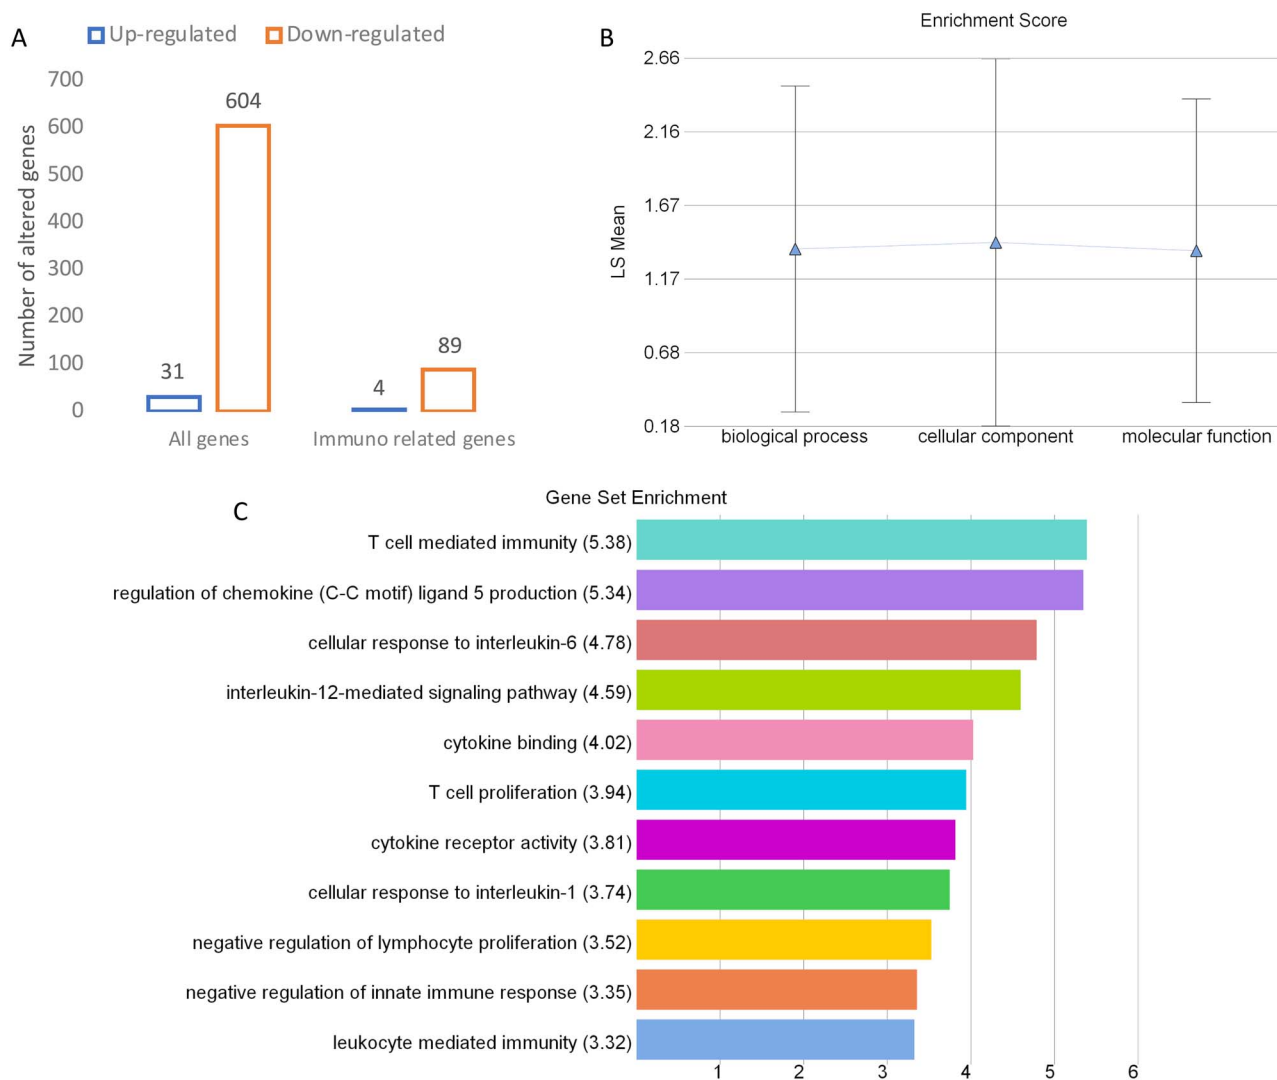 A
Up-regulated Down-regulated
Number of altered genes
700
600
500
400
300
200
100
0
31
604
4
89
All genes Immuno related genes
B
Enrichment Score
LS Mean
2.66
2.16
1.67
1.17
0.68
0.18
biological process cellular component molecular function
C
Gene Set Enrichment
T cell mediated immunity (5.38)
regulation of chemokine (C-C motif) ligand 5 production (5.34)
cellular response to interleukin-6 (4.78)
interleukin-12-mediated signaling pathway (4.59)
cytokine binding (4.02)
T cell proliferation (3.94)
cytokine receptor activity (3.81)
cellular response to interleukin-1 (3.74)
negative regulation of lymphocyte proliferation (3.52)
negative regulation of innate immune response (3.35)
leukocyte mediated immunity (3.32)
1 2 3 4 5 6